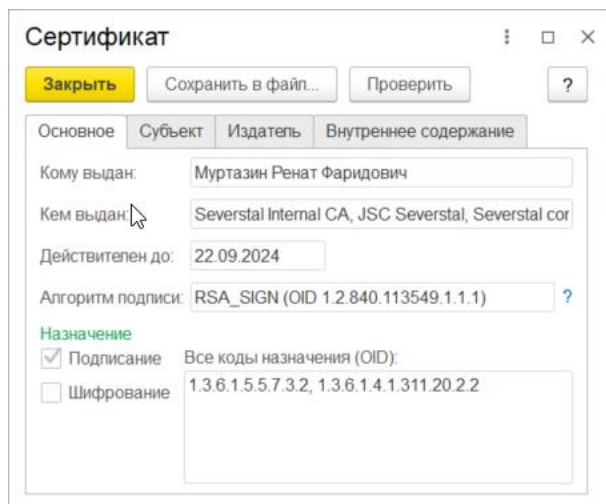 Сертификат
Закрыть Сохранить в файл... Проверить ?
Основное Субъект Издатель Внутреннее содержание
Кому выдан: Муртазин Ренат Фаридович
Кем выдан: Severstal Internal CA, JSC Severstal, Severstal cor
Действителен до: 22.09.2024
Алгоритм подписи: RSA_SIGN (OID 1.2.840.113549.1.1.1) ?
Назначение
Подписание Все коды назначения (OID):
Шифрование 1.3.6.1.5.5.7.3.2, 1.3.6.1.4.1.311.20.2.2